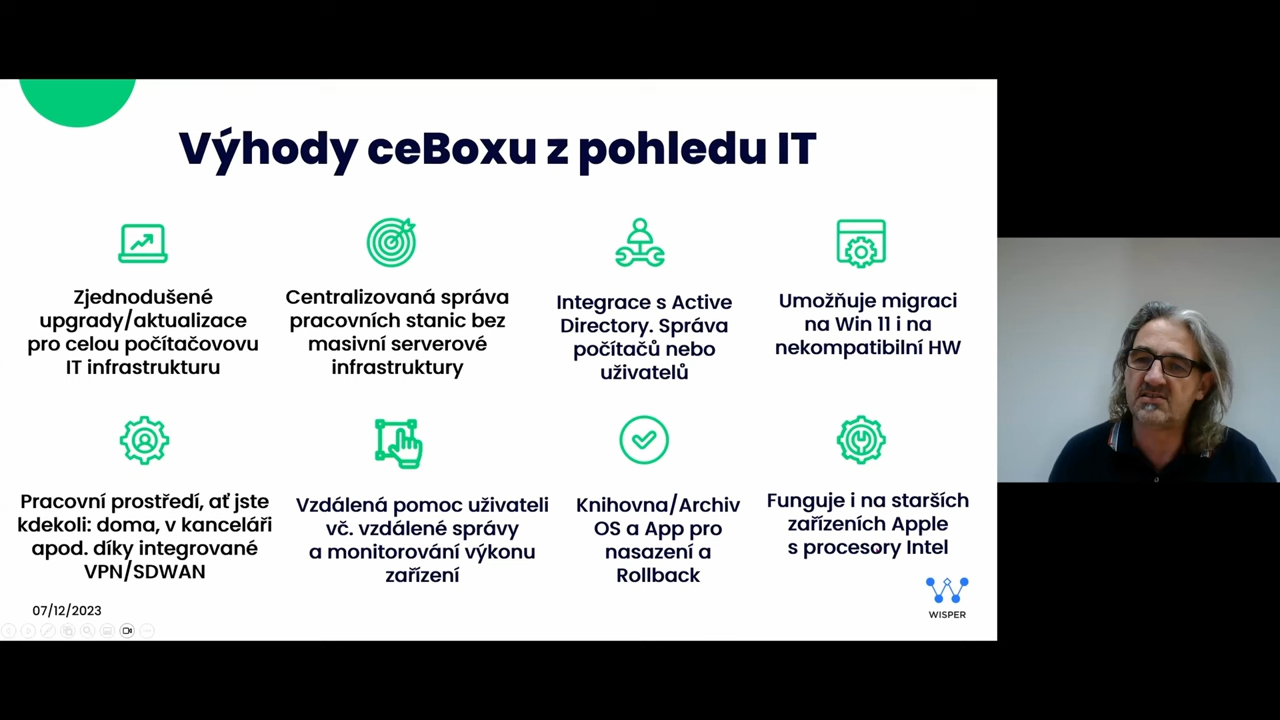 Výhody ceBoxu z pohledu IT
Zjednodušené
upgrady/aktualizace
pro celou počítačovovu
IT infrastrukturu
Centralizovaná správa
pracovních stanic bez
masivní serverové
infrastruktury
Integrace s Active
Directory. Správa
počítačů nebo
uživatelů
Umožňuje migraci
na Win 11 i na
nekompatibilní HW
Pracovní prostředí, ať jste
kdekoli: doma, v kanceláři
apod. díky integrované
VPN/SDWAN
Vzdálená pomoc uživateli
vč. vzdálené správy
a monitorování výkonu
zařízení
Knihovna/Archiv
OS a App pro
nasazení a
Rollback
Funguje i na starších
zařízeních Apple
s procesory Intel
07/12/2023
WISPER